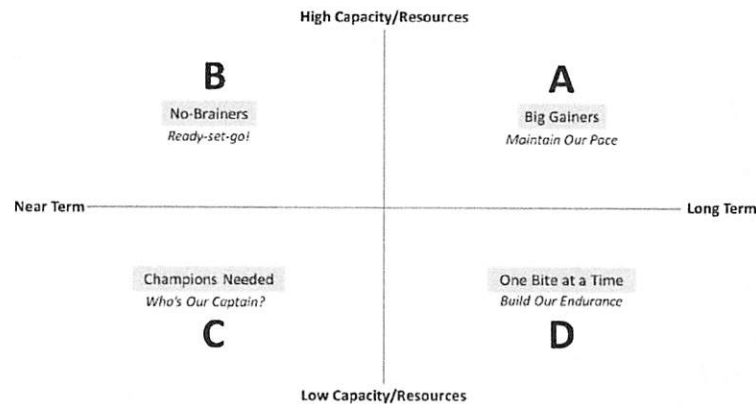 High Capacity/Resources
B
A
No-Brainers
Big Gainers
Ready-set-go!
Maintain Our Pace
Near Term
Long Term
Champions Needed
One Bite at a Time
Who's Our Captain?
Build Our Endurance
C
D
Low Capacity/Resources